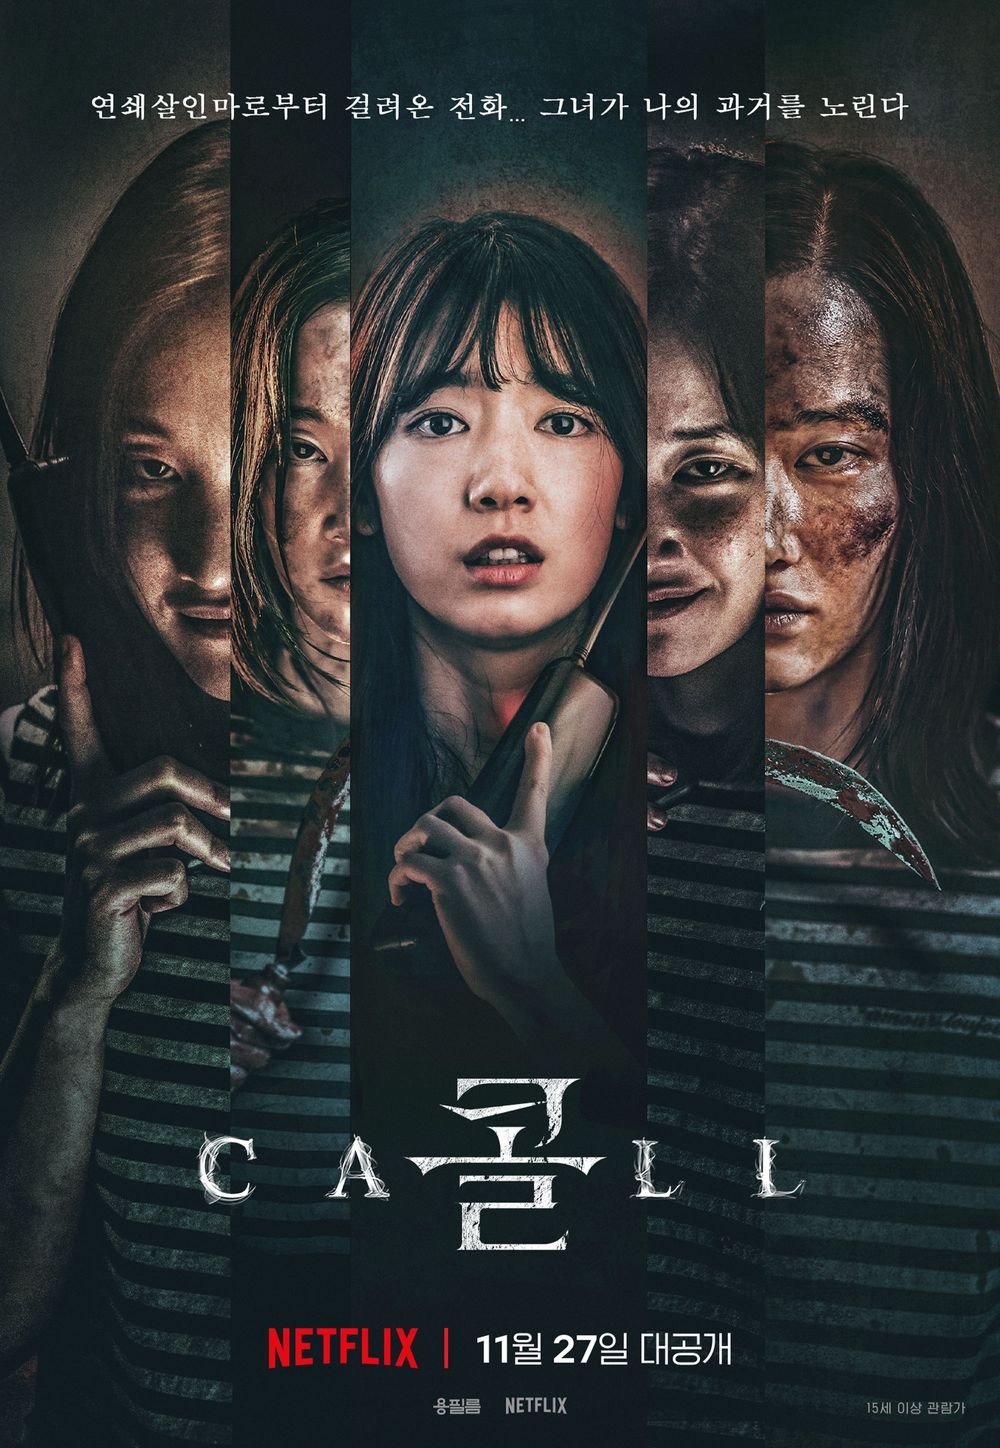 연쇄살인마로부터 걸려온 전화... 그녀가 나의 과거를 노린다
CA콜LL
NETFLIX | 11월 27일 대공개
용필름 NETFLIX
15세 이상 관람가